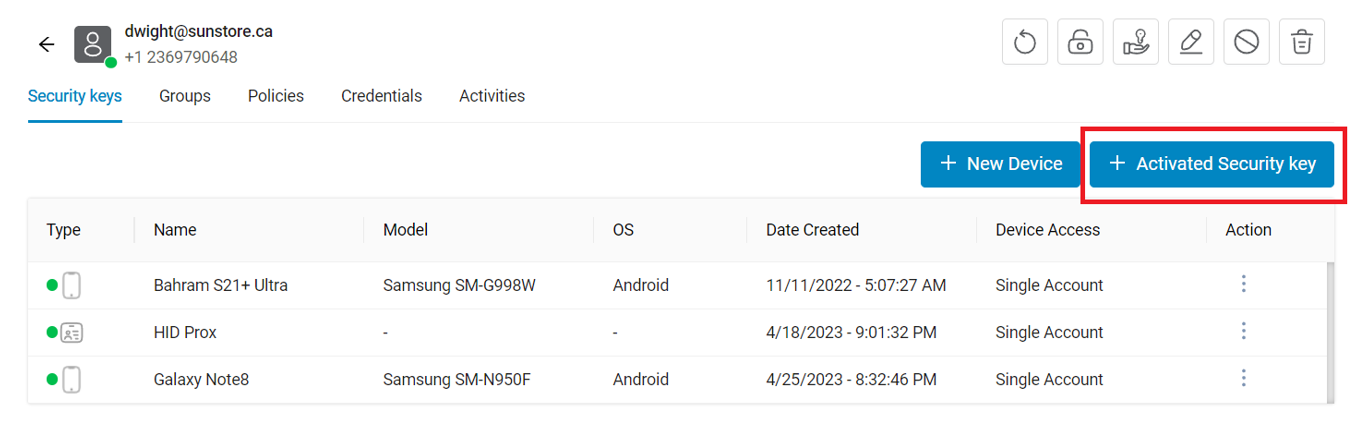 dwight@sunstore.ca
+1 2369790648
Security keys Groups Policies Credentials Activities
+ New Device + Activated Security key
Type Name Model OS Date Created Device Access Action
Bahram S21+ Ultra Samsung SM-G998W Android 11/11/2022 - 5:07:27 AM Single Account
HID Prox - - 4/18/2023 - 9:01:32 PM Single Account
Galaxy Note8 Samsung SM-N950F Android 4/25/2023 - 8:32:46 PM Single Account